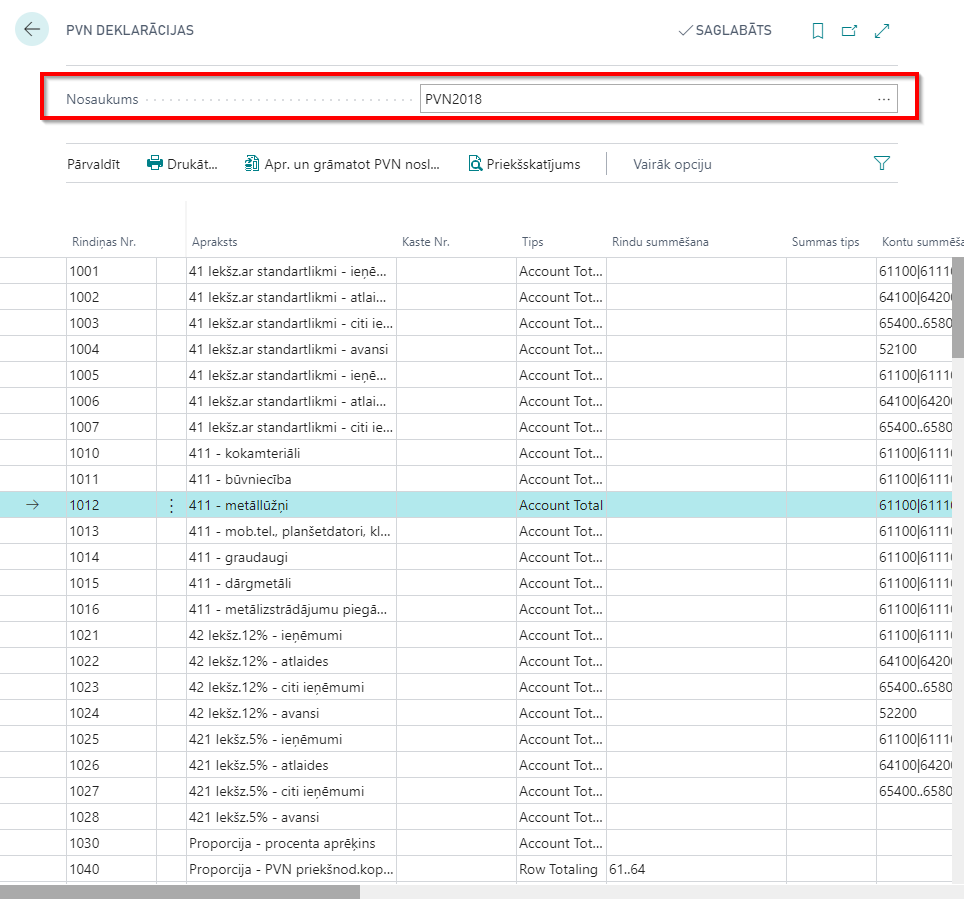 PVN DEKLARĀCIJAS SAGLABĀTS
Nosaukums PVN2018 ...
Pārvaldīt Drukāt... Apr. un grāmatot PVN nosl... Priekšskatījums Vairāk opciju
Rindiņas Nr. Apraksts Kaste Nr. Tips Rindu summēšana Summas tips Kontu summēša
1001 41 Iekšz.ar standartlikmi - ieņē... Account Tot... 61100|6111
1002 41 Iekšz.ar standartlikmi - atlai... Account Tot... 64100|6420
1003 41 Iekšz.ar standartlikmi - citi ie... Account Tot... 65400..6580
1004 41 Iekšz.ar standartlikmi - avansi Account Tot... 52100
1005 41 Iekšz.ar standartlikmi - ieņē... Account Tot... 61100|6111
1006 41 Iekšz.ar standartlikmi - atlai... Account Tot... 64100|6420
1007 41 Iekšz.ar standartlikmi - citi ie... Account Tot... 65400..6580
1010 411 - kokamteriāli Account Tot... 61100|6111
1011 411 - būvniecība Account Tot... 61100|6111
1012 411 - metāllūžņi Account Total 61100|6111
1013 411 - mob.tel., planšetdatori, kl... Account Tot... 61100|6111
1014 411 - graudaugi Account Tot... 61100|6111
1015 411 - dārgmetāli Account Tot... 61100|6111
1016 411 - metālizstrādājumu piegā... Account Tot... 61100|6111
1021 42 Iekšz.12% - ieņēmumi Account Tot... 61100|6111
1022 42 Iekšz.12% - atlaides Account Tot... 64100|6420
1023 42 Iekšz.12% - citi ieņēmumi Account Tot... 65400..6580
1024 42 Iekšz.12% - avansi Account Tot... 52200
1025 421 Iekšz.5% - ieņēmumi Account Tot... 61100|6111
1026 421 Iekšz.5% - atlaides Account Tot... 64100|6420
1027 421 Iekšz.5% - citi ieņēmumi Account Tot... 65400..6580
1028 421 Iekšz.5% - avansi Account Tot...
1030 Proporcija - procenta aprēķins Account Tot...
1040 Proporcija - PVN priekšnod.kop... Row Totaling 61..64